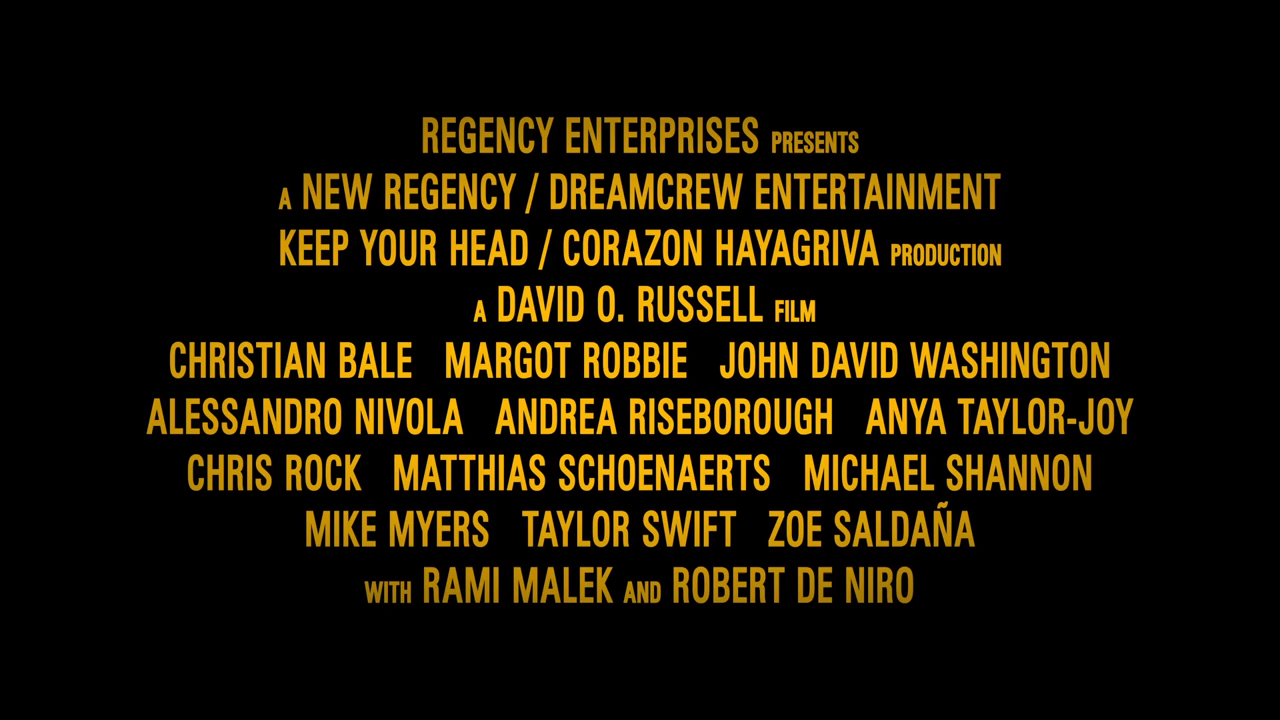 REGENCY ENTERPRISES PRESENTS
A NEW REGENCY / DREAMCREW ENTERTAINMENT
KEEP YOUR HEAD / CORAZON HAYAGRIVA PRODUCTION
A DAVID O. RUSSELL FILM
CHRISTIAN BALE MARGOT ROBBIE JOHN DAVID WASHINGTON
ALESSANDRO NIVOLA ANDREA RISEBOROUGH ANYA TAYLOR-JOY
CHRIS ROCK MATTHIAS SCHOENAERTS MICHAEL SHANNON
MIKE MYERS TAYLOR SWIFT ZOE SALDAÑA
WITH RAMI MALEK AND ROBERT DE NIRO